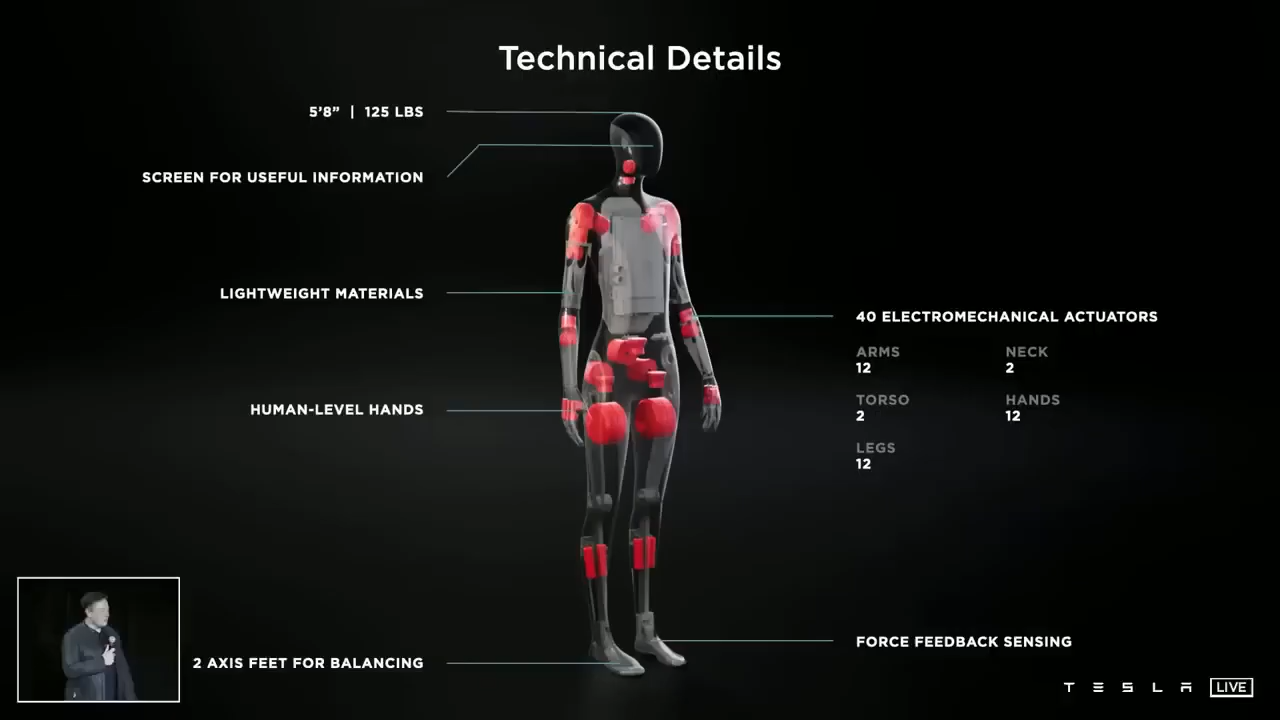 Technical Details
5'8" | 125 LBS
SCREEN FOR USEFUL INFORMATION
LIGHTWEIGHT MATERIALS
HUMAN-LEVEL HANDS
2 AXIS FEET FOR BALANCING
40 ELECTROMECHANICAL ACTUATORS
ARMS NECK
12 2
TORSO HANDS
2 12
LEGS
12
FORCE FEEDBACK SENSING
TESLA LIVE